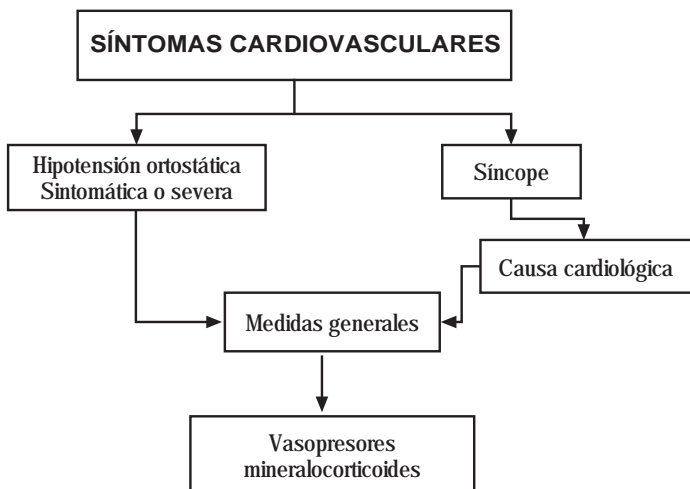 SÍNTOMAS CARDIOVASCULARES
Hipotensión ortostática
Sintomática o severa
Síncope
Causa cardiológica
Medidas generales
Vasopresores
mineralocorticoides